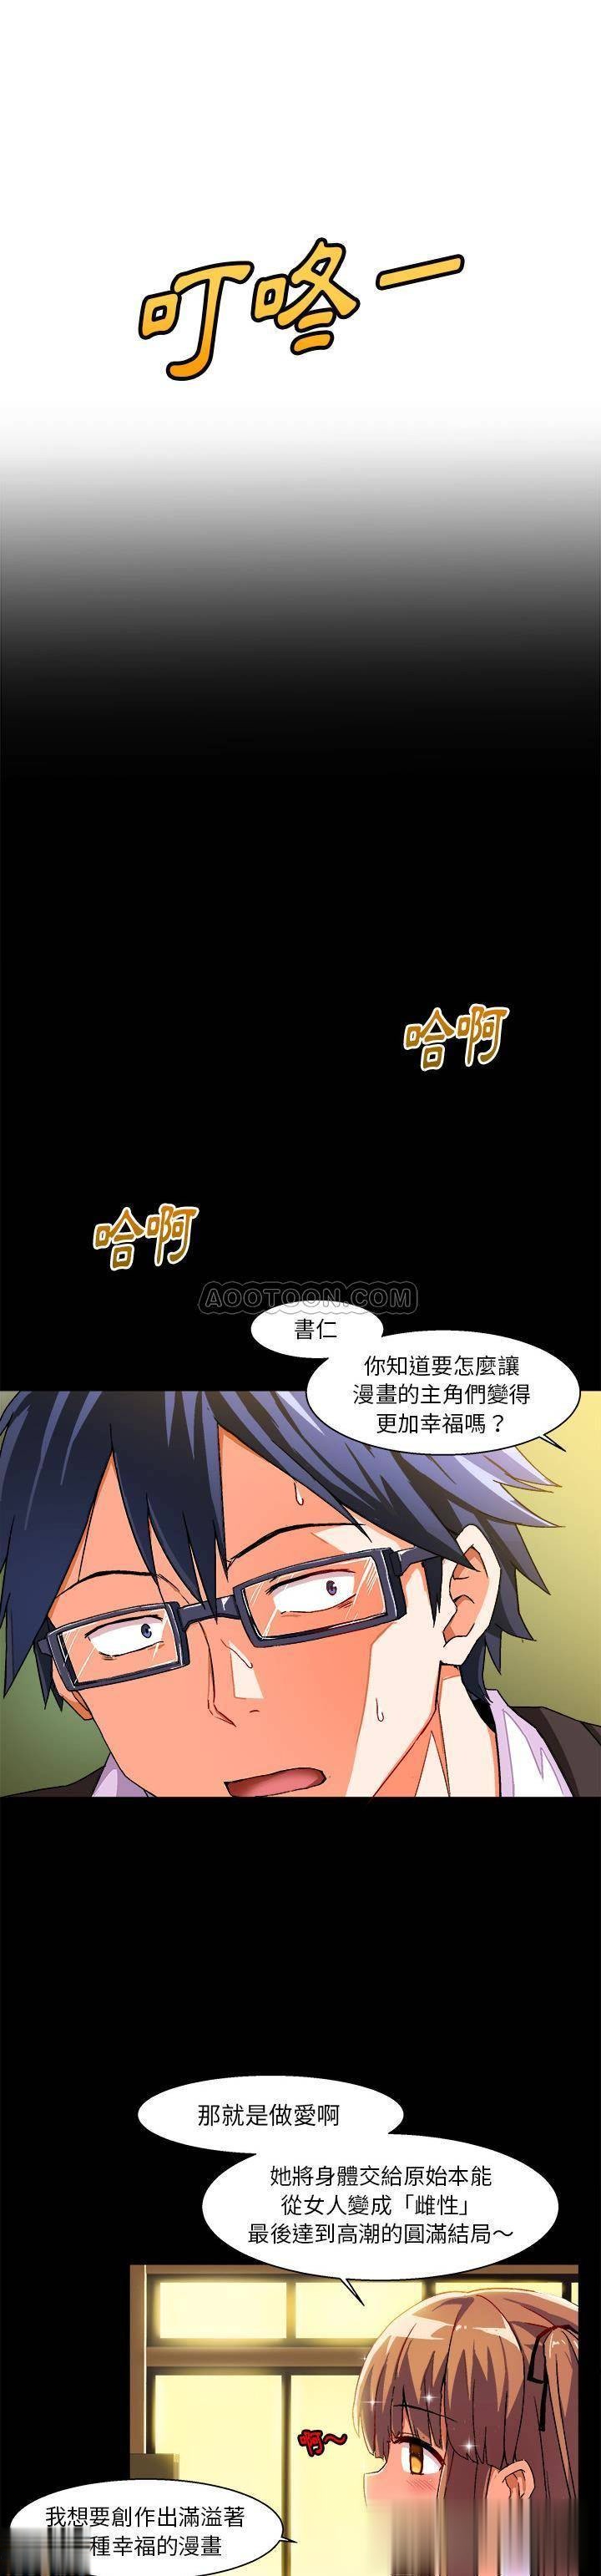 叮咚一
哈啊
哈啊
AOOTOON.COM
書仁
你知道要怎麼讓
漫畫的主角們變得
更加幸福嗎？
那就是做愛啊
她將身體交給原始本能
從女人變成「雌性」
最後達到高潮的圓滿結局～
啊～
我想要創作出滿溢著
種幸福的漫畫